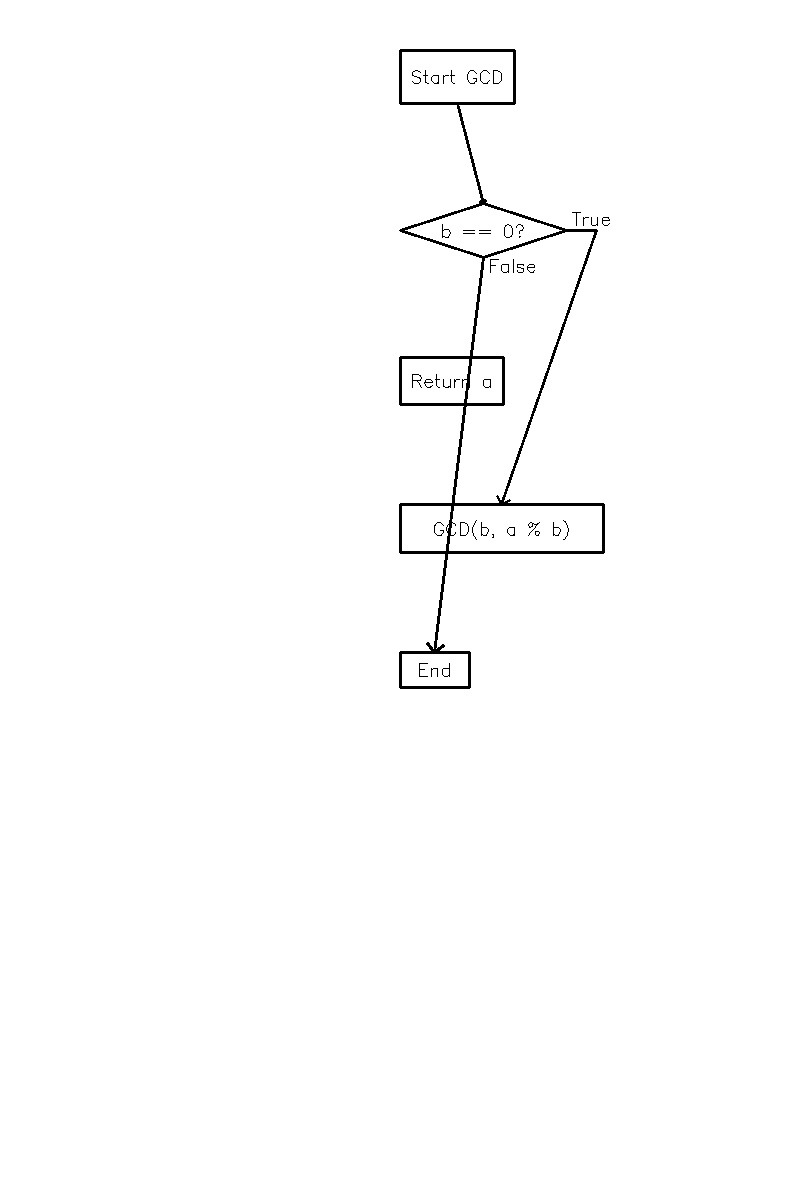 Start GCD
b == 0?
True
False
Return a
GCD(b, a % b)
End